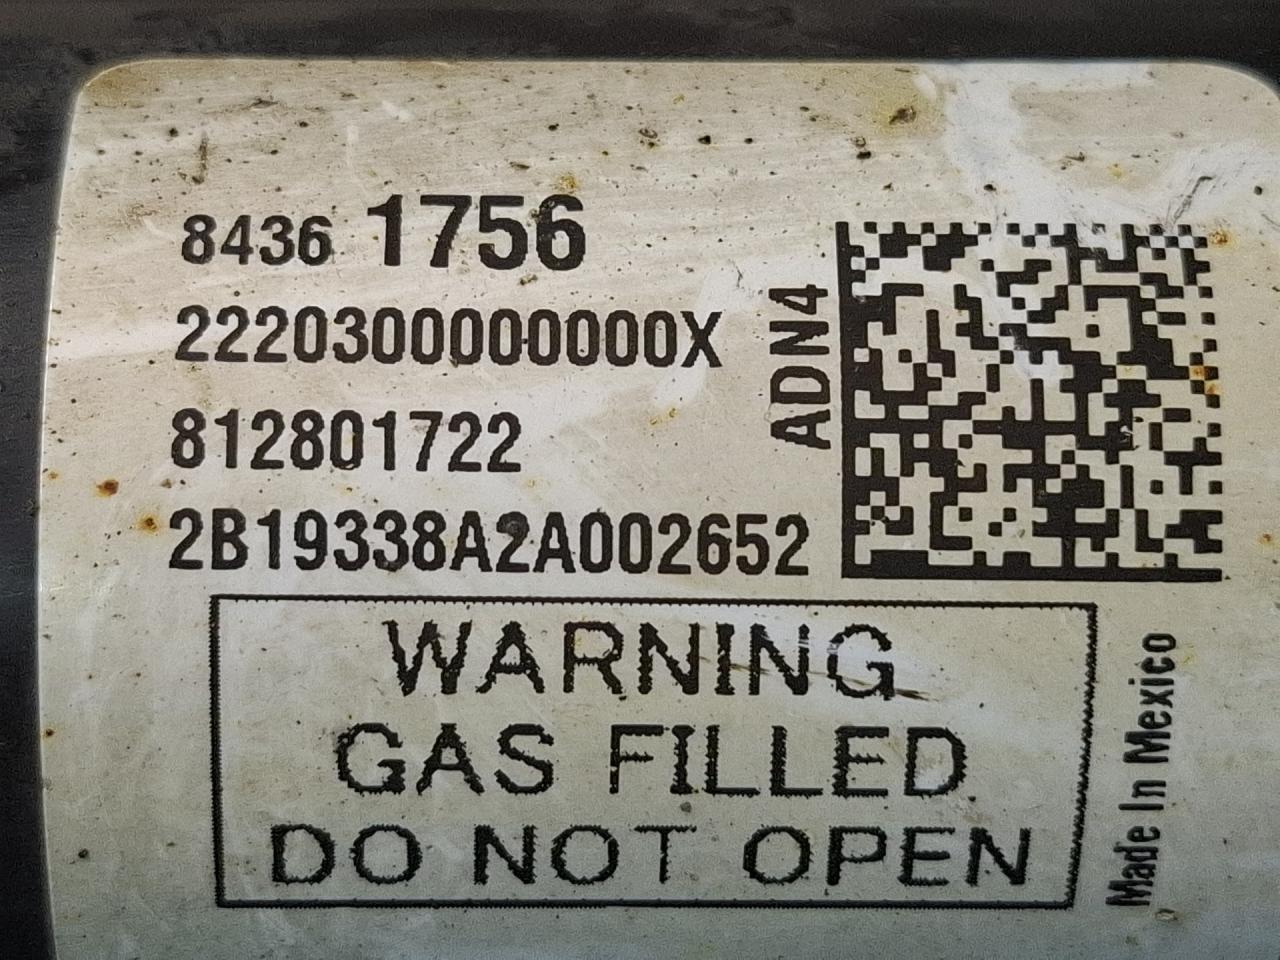 8436 1756
2220300000000X
812801722
2B19338A2A002652
ADN4
WARNING
GAS FILLED
DO NOT OPEN
Made In Mexico